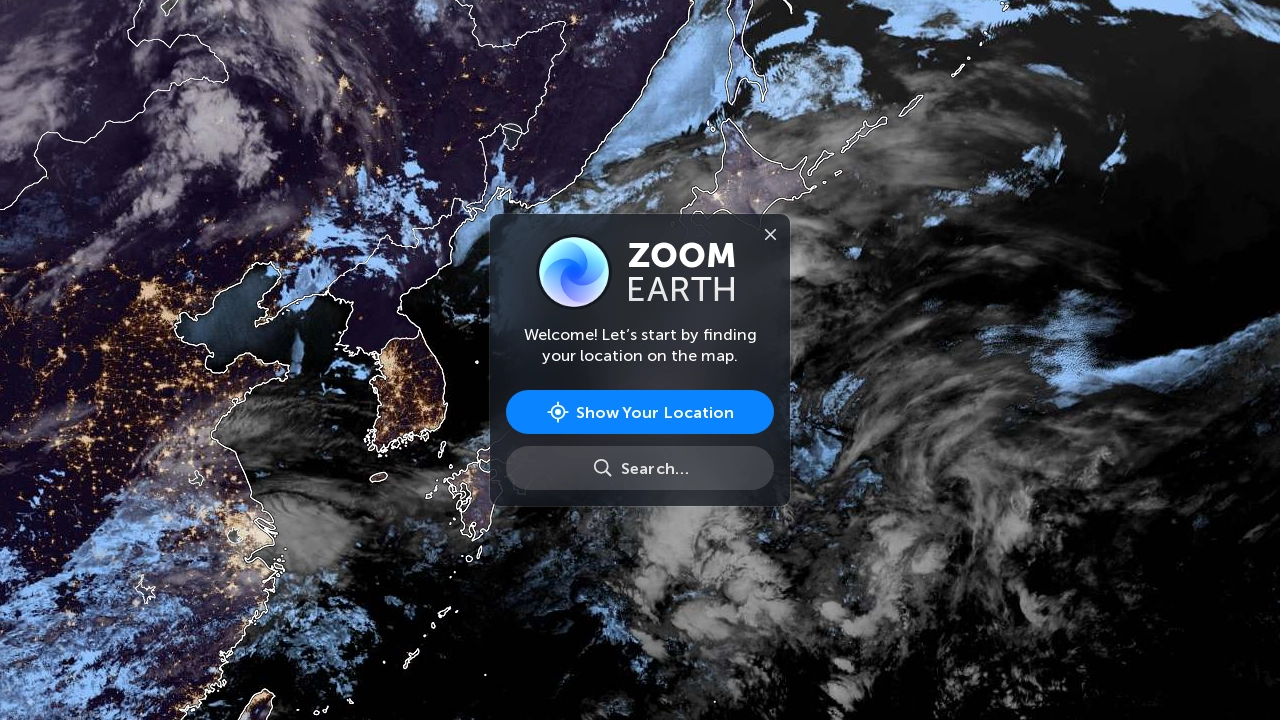 ZOOM
EARTH
Welcome! Let’s start by finding
your location on the map.
Show Your Location
Search…